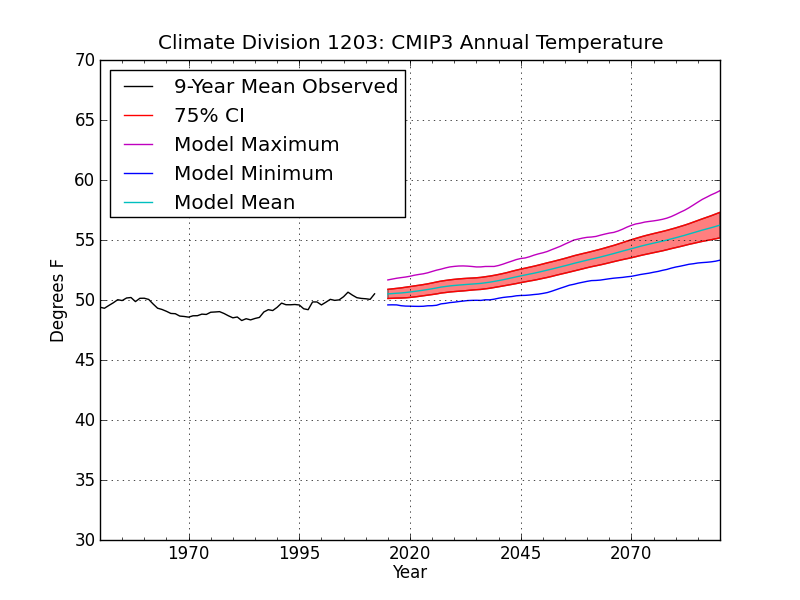 Climate Division 1203: CMIP3 Annual Temperature
70
65
60
55
50
45
40
35
30
Degrees F
9-Year Mean Observed
75% CI
Model Maximum
Model Minimum
Model Mean
1970
1995
2020
2045
2070
Year